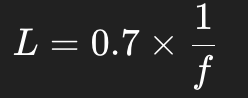 L = 0.7 × 1/f